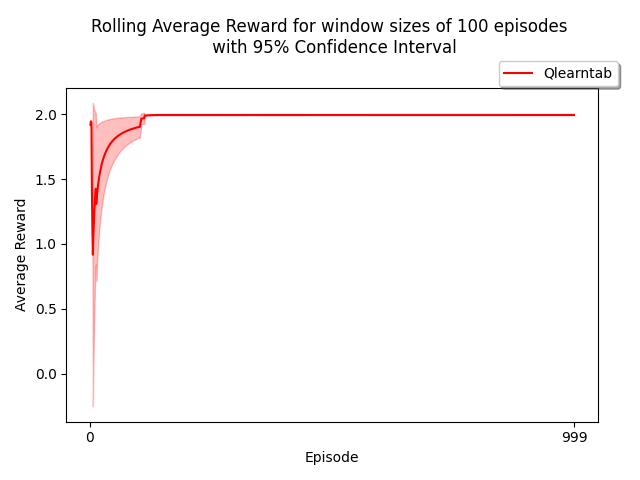 Rolling Average Reward for window sizes of 100 episodes
with 95% Confidence Interval
Qlearntab
2.0
1.5
1.0
0.5
0.0
Average Reward
0
999
Episode